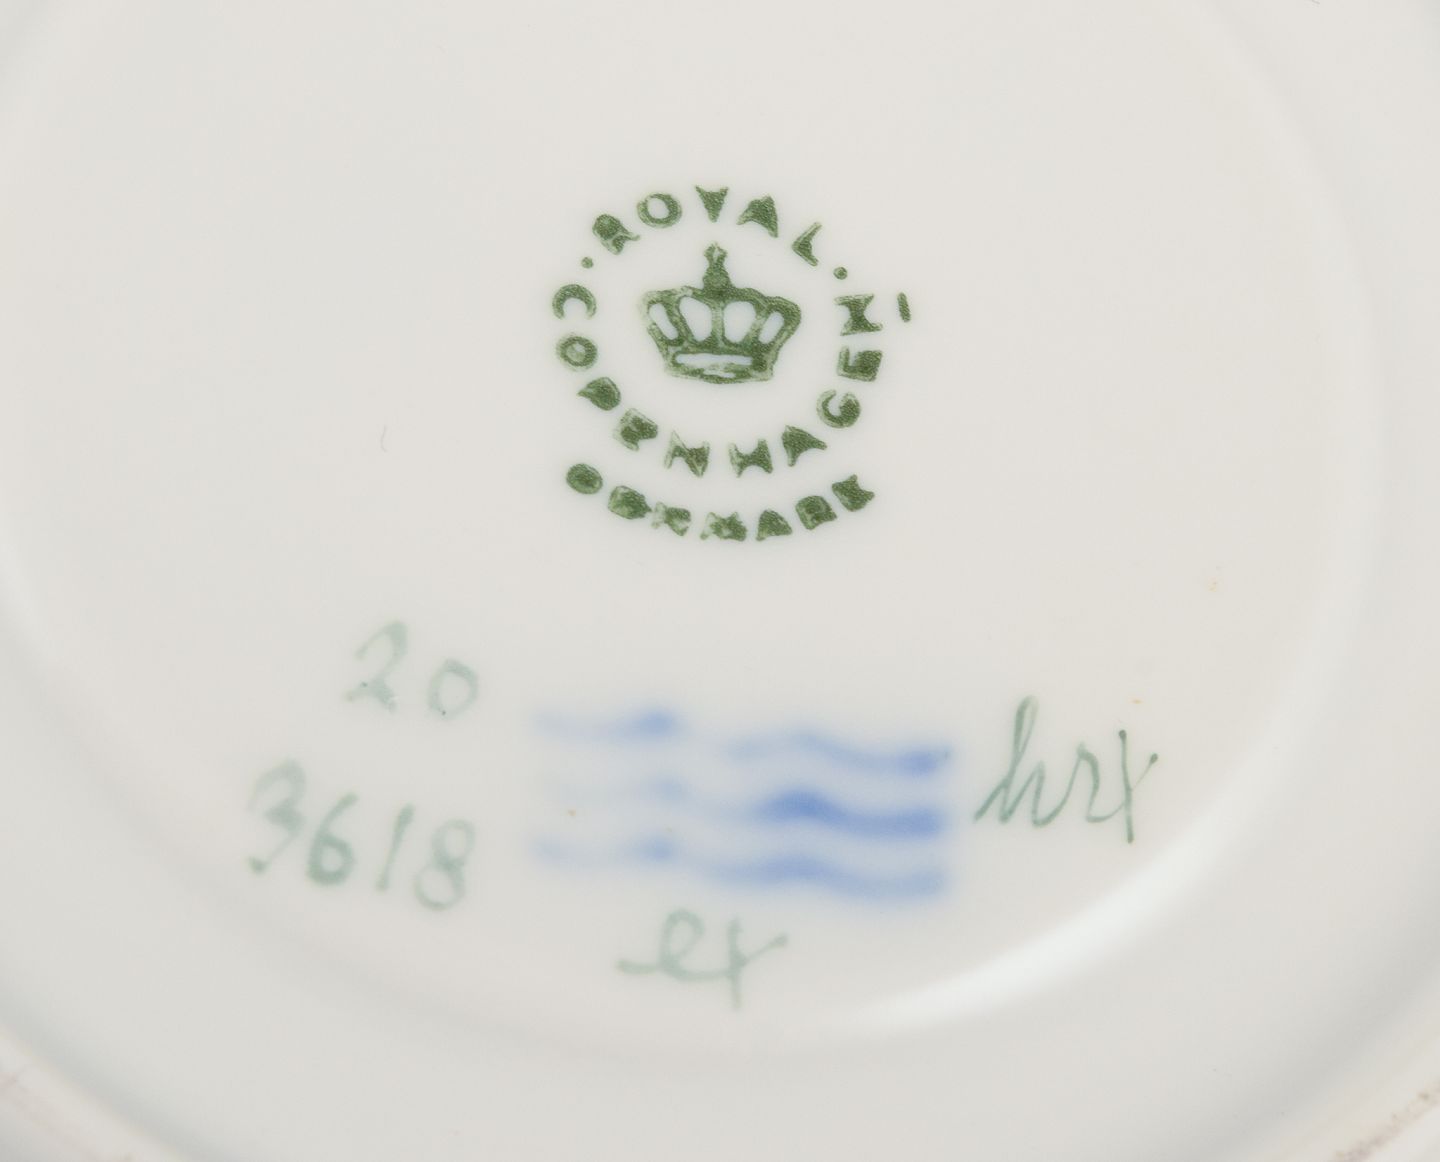 ROYAL
COPENHAGEN
DENMARK
20
3618
hrx
ex